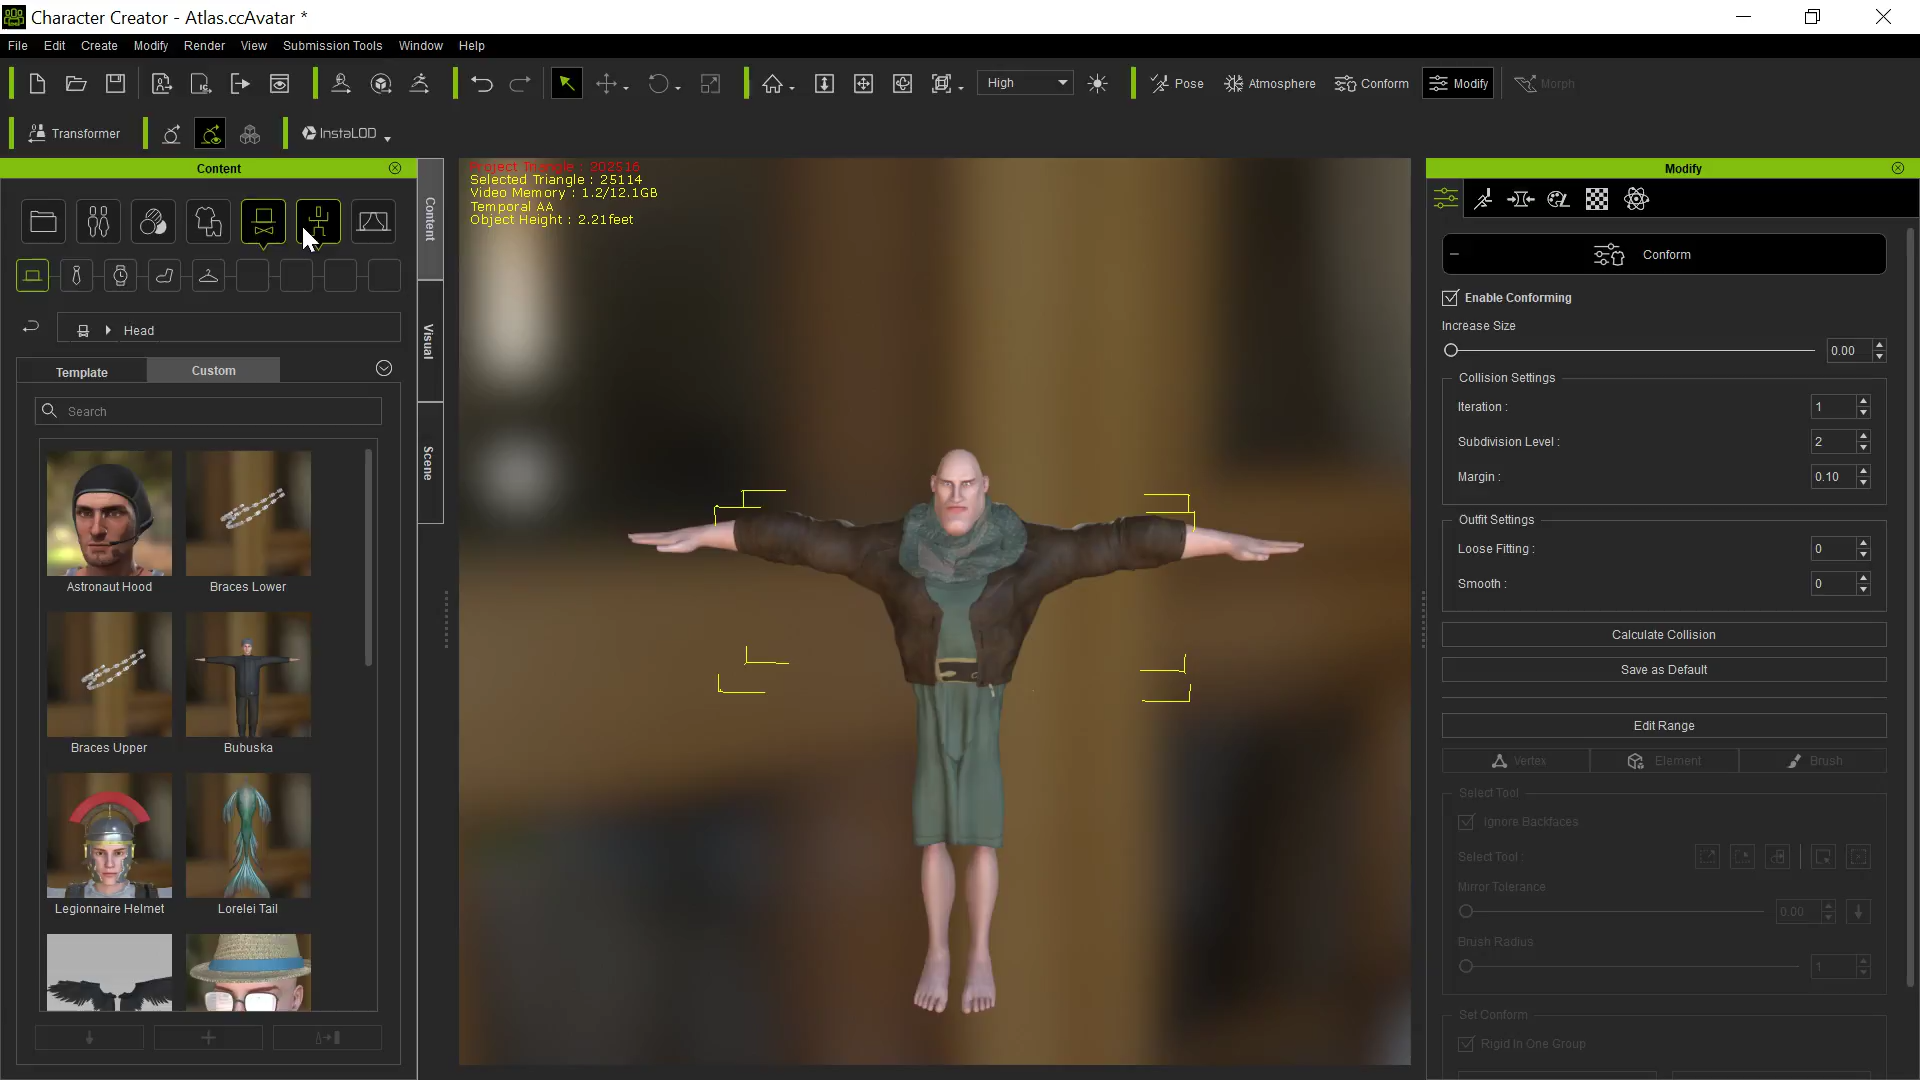 Character Creator - Atlas.ccAvatar *
File Edit Create Modify Render View Submission Tools Window Help
High Pose Atmosphere Conform Modify Morph
Transformer InstaLOD
Content
Head
Template Custom
Search
Astronaut Hood Braces Lower
Braces Upper Bubuska
Legionnaire Helmet Lorelei Tail
Content
Visual
Scene
Project Triangle : 202516
Selected Triangle : 25114
Video Memory : 1.2/12.1GB
Temporal AA
Object Height : 2.21feet
Modify
Conform
Enable Conforming
Increase Size
0.00
Collision Settings
Iteration : 1
Subdivision Level : 2
Margin : 0.10
Outfit Settings
Loose Fitting : 0
Smooth : 0
Calculate Collision
Save as Default
Edit Range
Vertex Element Brush
Select Tool
Ignore Backfaces
Select Tool :
Mirror Tolerance
0.00
Brush Radius
1
Set Conform
Rigid In One Group